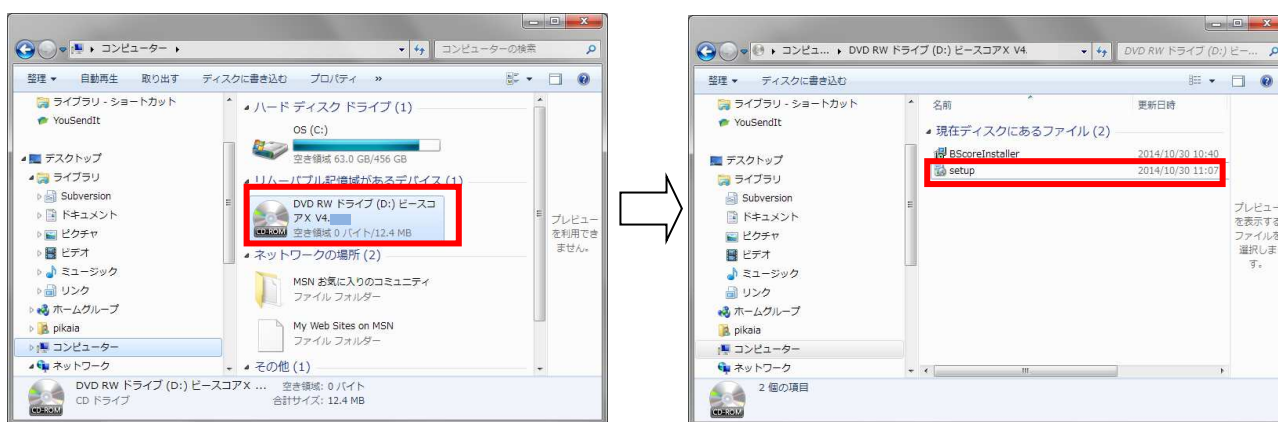 コンピューター
コンピューターの検索
整理 自動再生 取り出す ディスクに書き込む プロパティ »
ライブラリ - ショートカット
YouSendIt
デスクトップ
ライブラリ
Subversion
ドキュメント
ピクチャ
ビデオ
ミュージック
リンク
ホームグループ
pikaia
コンピューター
ネットワーク
ハード ディスク ドライブ (1)
OS (C:)
空き領域 63.0 GB/456 GB
リムーバブル記憶域があるデバイス (1)
DVD RW ドライブ (D:) ビースコ
アX V4.
CD-ROM
空き領域 0 バイト/12.4 MB
ネットワークの場所 (2)
MSN お気に入りのコミュニティ
ファイル フォルダー
My Web Sites on MSN
ファイル フォルダー
その他 (1)
プレビュー
を利用でき
ません。
DVD RW ドライブ (D:) ビースコアX ... 空き領域: 0 バイト
CD ドライブ 合計サイズ: 12.4 MB
CD-ROM
コンピュ... DVD RW ドライブ (D:) ビースコアX V4.
DVD RW ドライブ (D:) ビー...
整理 ディスクに書き込む
ライブラリ - ショートカット
YouSendIt
デスクトップ
ライブラリ
Subversion
ドキュメント
ピクチャ
ビデオ
ミュージック
リンク
ホームグループ
pikaia
コンピューター
ネットワーク
名前 更新日時
現在ディスクにあるファイル (2)
BScoreInstaller 2014/10/30 10:40
setup 2014/10/30 11:07
プレビュー
を表示する
ファイルを
選択しま
す。
2 個の項目
CD-ROM